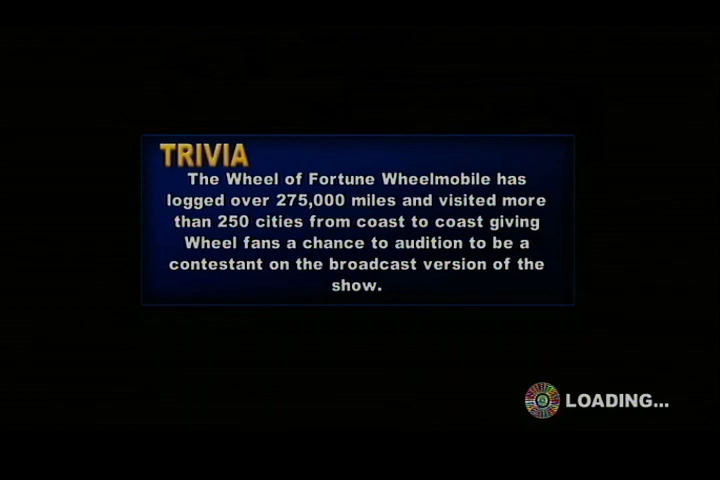 TRIVIA
The Wheel of Fortune Wheelmobile has
logged over 275,000 miles and visited more
than 250 cities from coast to coast giving
Wheel fans a chance to audition to be a
contestant on the broadcast version of the
show.
LOADING...